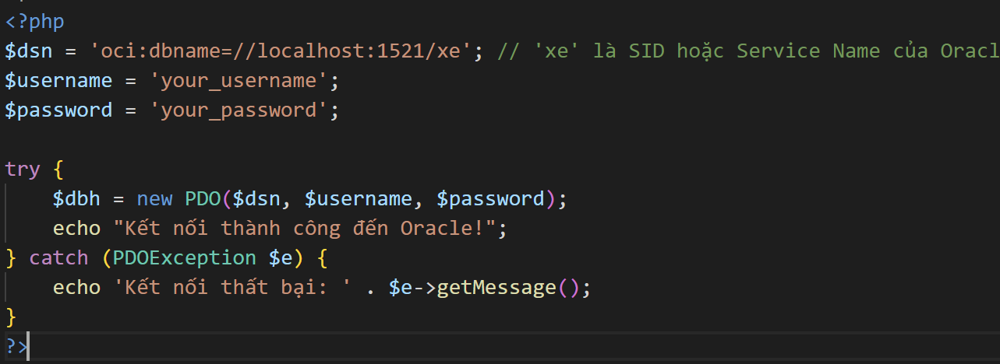 <?php
$dsn = 'oci:dbname=//localhost:1521/xe'; // 'xe' là SID hoặc Service Name của Oracl
$username = 'your_username';
$password = 'your_password';
try {
$dbh = new PDO($dsn, $username, $password);
echo "Kết nối thành công đến Oracle!";
} catch (PDOException $e) {
echo 'Kết nối thất bại: ' . $e->getMessage();
}
?>